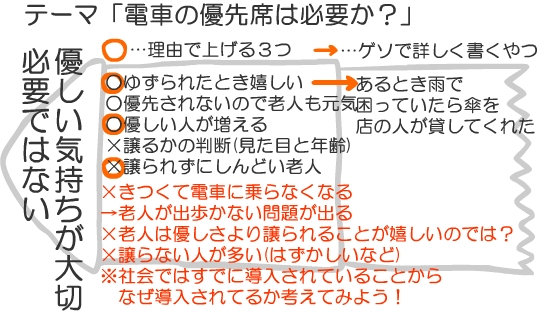 テーマ「電車の優先席は必要か？」
○…理由で上げる３つ　→…ゲソで詳しく書くやつ
優しい気持ちが大切
必要ではない
○ゆずられたとき嬉しい
○優先されないので老人も元気
○優しい人が増える
×譲るかの判断(見た目と年齢)
×譲られずにしんどい老人
→あるとき雨で
困っていたら傘を
店の人が貸してくれた
×きつくて電車に乗らなくなる
→老人が出歩かない問題が出る
×老人は優しさより譲られることが嬉しいのでは？
×譲らない人が多い(はずかしいなど)
※社会ではすでに導入されていることから
なぜ導入されてるか考えてみよう！